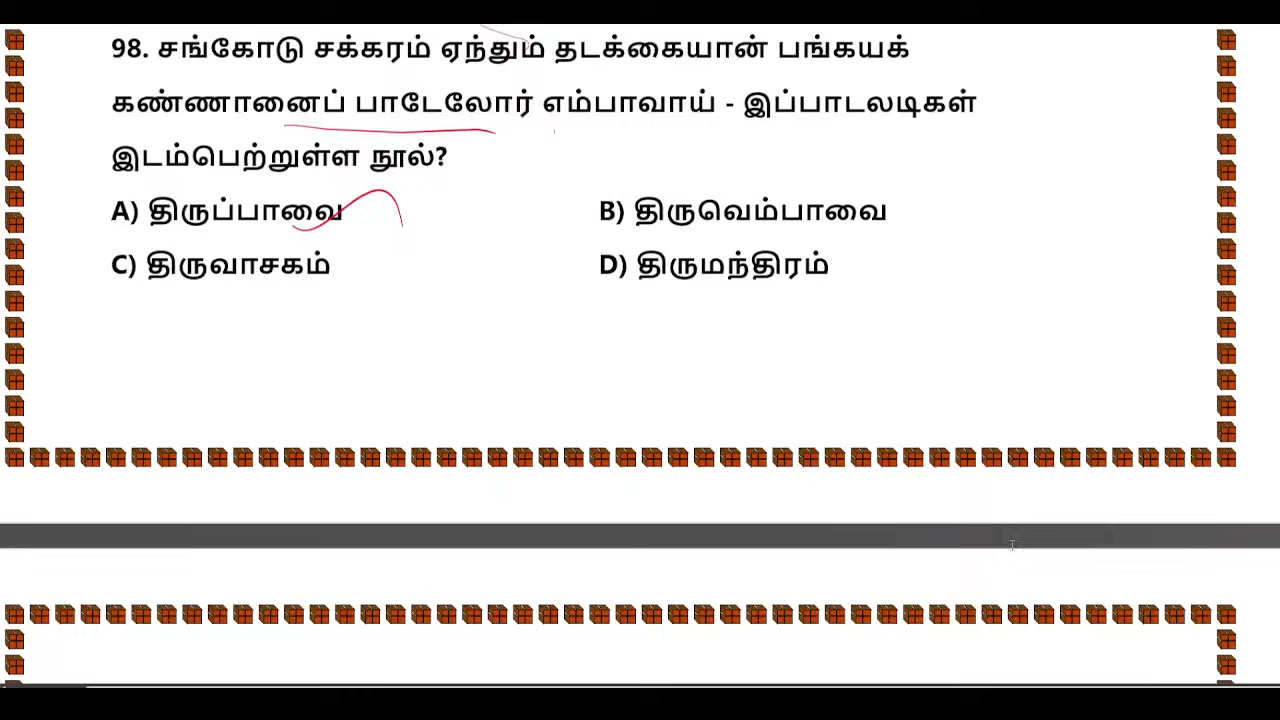 98. சங்கோடு சக்கரம் ஏந்தும் தடக்கையான் பங்கயக்
கண்ணானைப் பாடேலோர் எம்பாவாய் - இப்பாடலடிகள்
இடம்பெற்றுள்ள நூல்?
A) திருப்பாவை B) திருவெம்பாவை
C) திருவாசகம் D) திருமந்திரம்